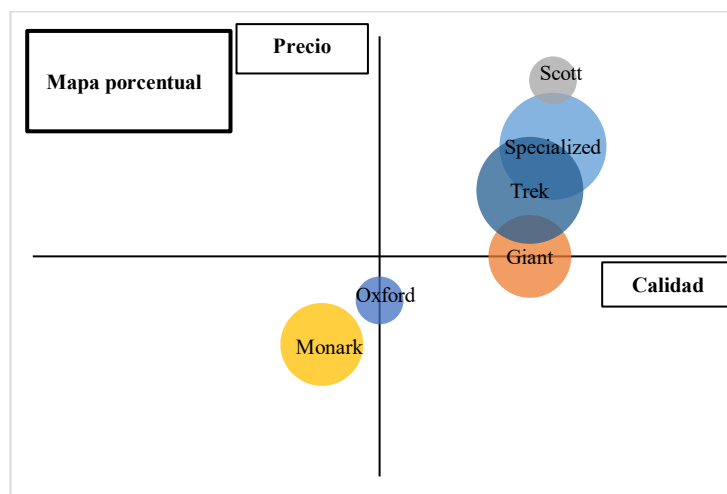 Mapa porcentual
Precio
Scott
Specialized
Trek
Giant
Calidad
Oxford
Monark